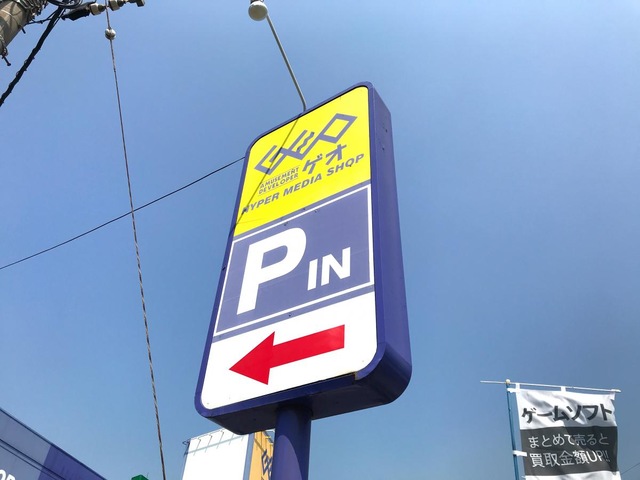 GEO
ゲオ
AMUSEMENT
DEVELOPER
HYPER MEDIA SHOP
P IN
ゲームソフト
まとめて売ると
買取金額UP!!